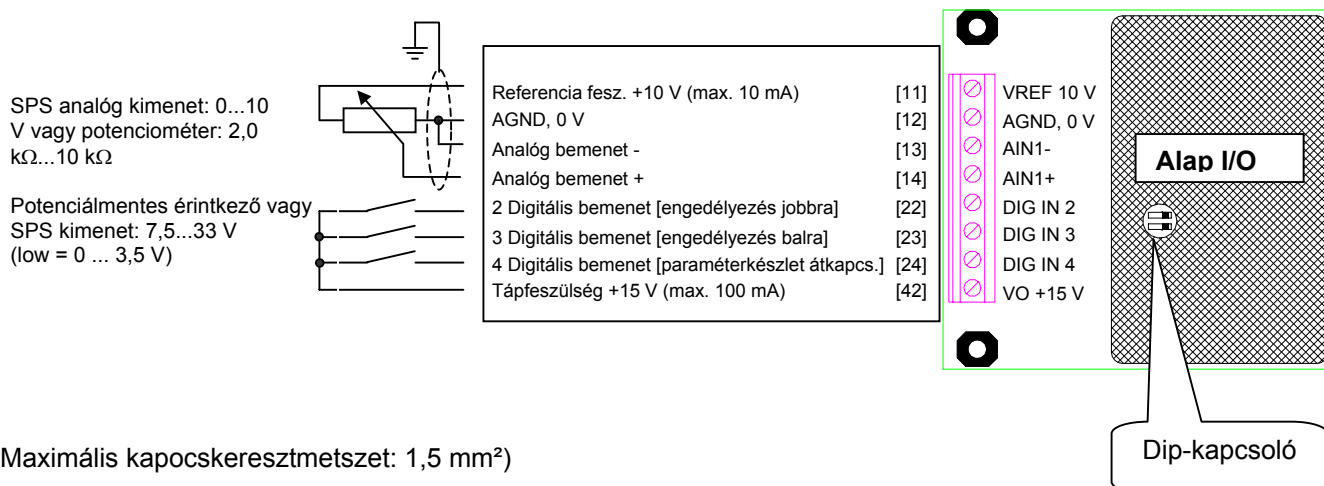 SPS analóg kimenet: 0...10
V vagy potenciométer: 2,0
kΩ...10 kΩ
Potenciálmentes érintkező vagy
SPS kimenet: 7,5...33 V
(low = 0 ... 3,5 V)
Referencia fesz. +10 V (max. 10 mA) [11] VREF 10 V
AGND, 0 V [12] AGND, 0 V
Analóg bemenet - [13] AIN1-
Analóg bemenet + [14] AIN1+
2 Digitális bemenet [engedélyezés jobbra] [22] DIG IN 2
3 Digitális bemenet [engedélyezés balra] [23] DIG IN 3
4 Digitális bemenet [paraméterkészlet átkapcs.] [24] DIG IN 4
Tápfeszülség +15 V (max. 100 mA) [42] VO +15 V
Alap I/O
Dip-kapcsoló
Maximális kapocskeresztmetszet: 1,5 mm²)